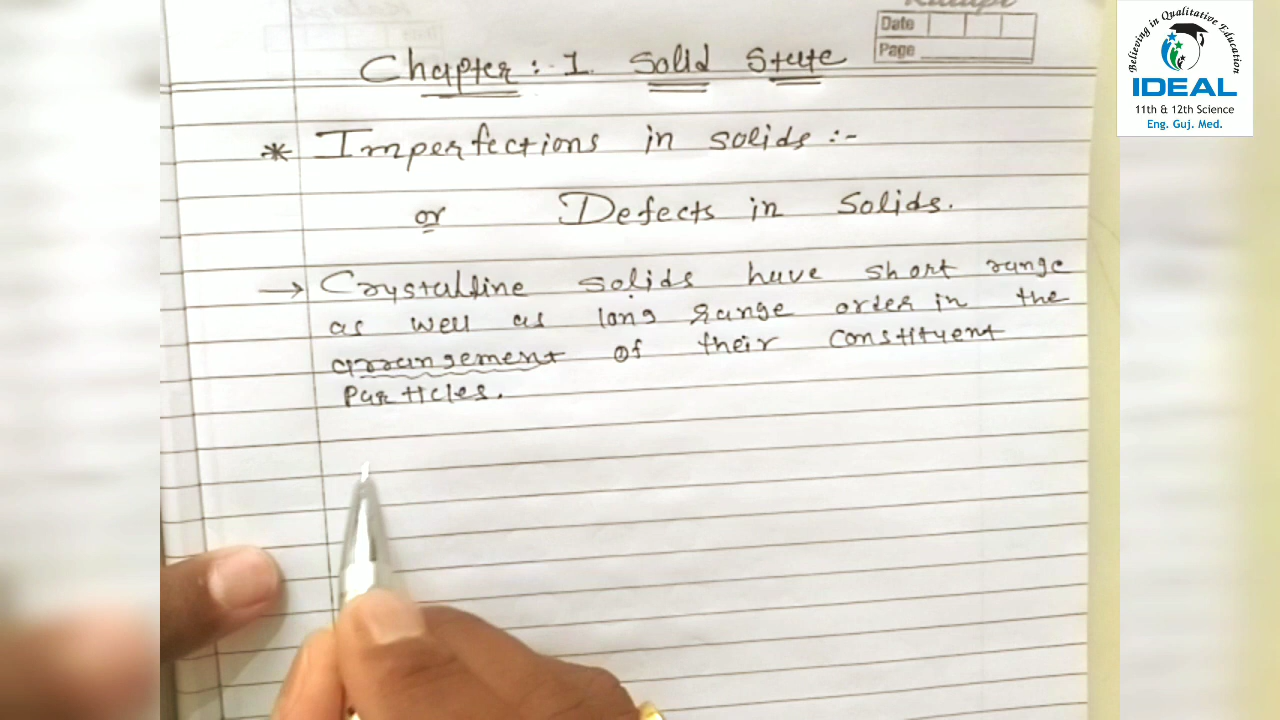 Date
Page
Chapter : 1. Solid State
* Imperfections in solids :-
or Defects in Solids.
→ Crystalline solids have short range
as well as long range order in the
arrangement of their constituent
Particles.
Believing in Qualitative Education
IDEAL
11th & 12th Science
Eng. Guj. Med.